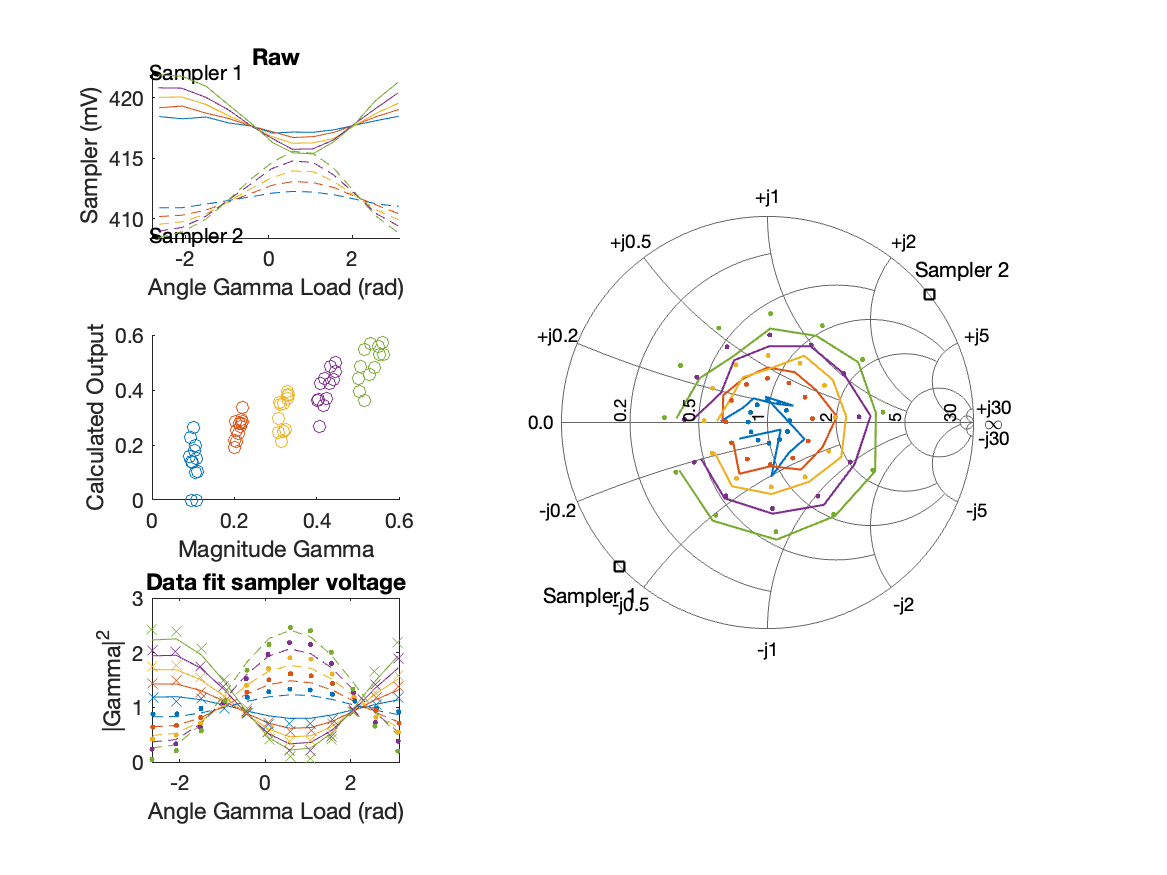 Raw
Sampler 1
420
415
410
Sampler (mV)
Sampler 2
-2
0
2
Angle Gamma Load (rad)
0.6
0.4
0.2
0
Calculated Output
0
0.2
0.4
0.6
Magnitude Gamma
Data fit sampler voltage
3
2
1
0
|Gamma|2
-2
0
2
Angle Gamma Load (rad)
+j1
+j0.5
+j2
Sampler 2
+j0.2
+j5
0.0
0.2
0.5
1
2
5
30
+j30
∞
-j30
-j0.2
-j5
Sampler 1
-j0.5
-j2
-j1